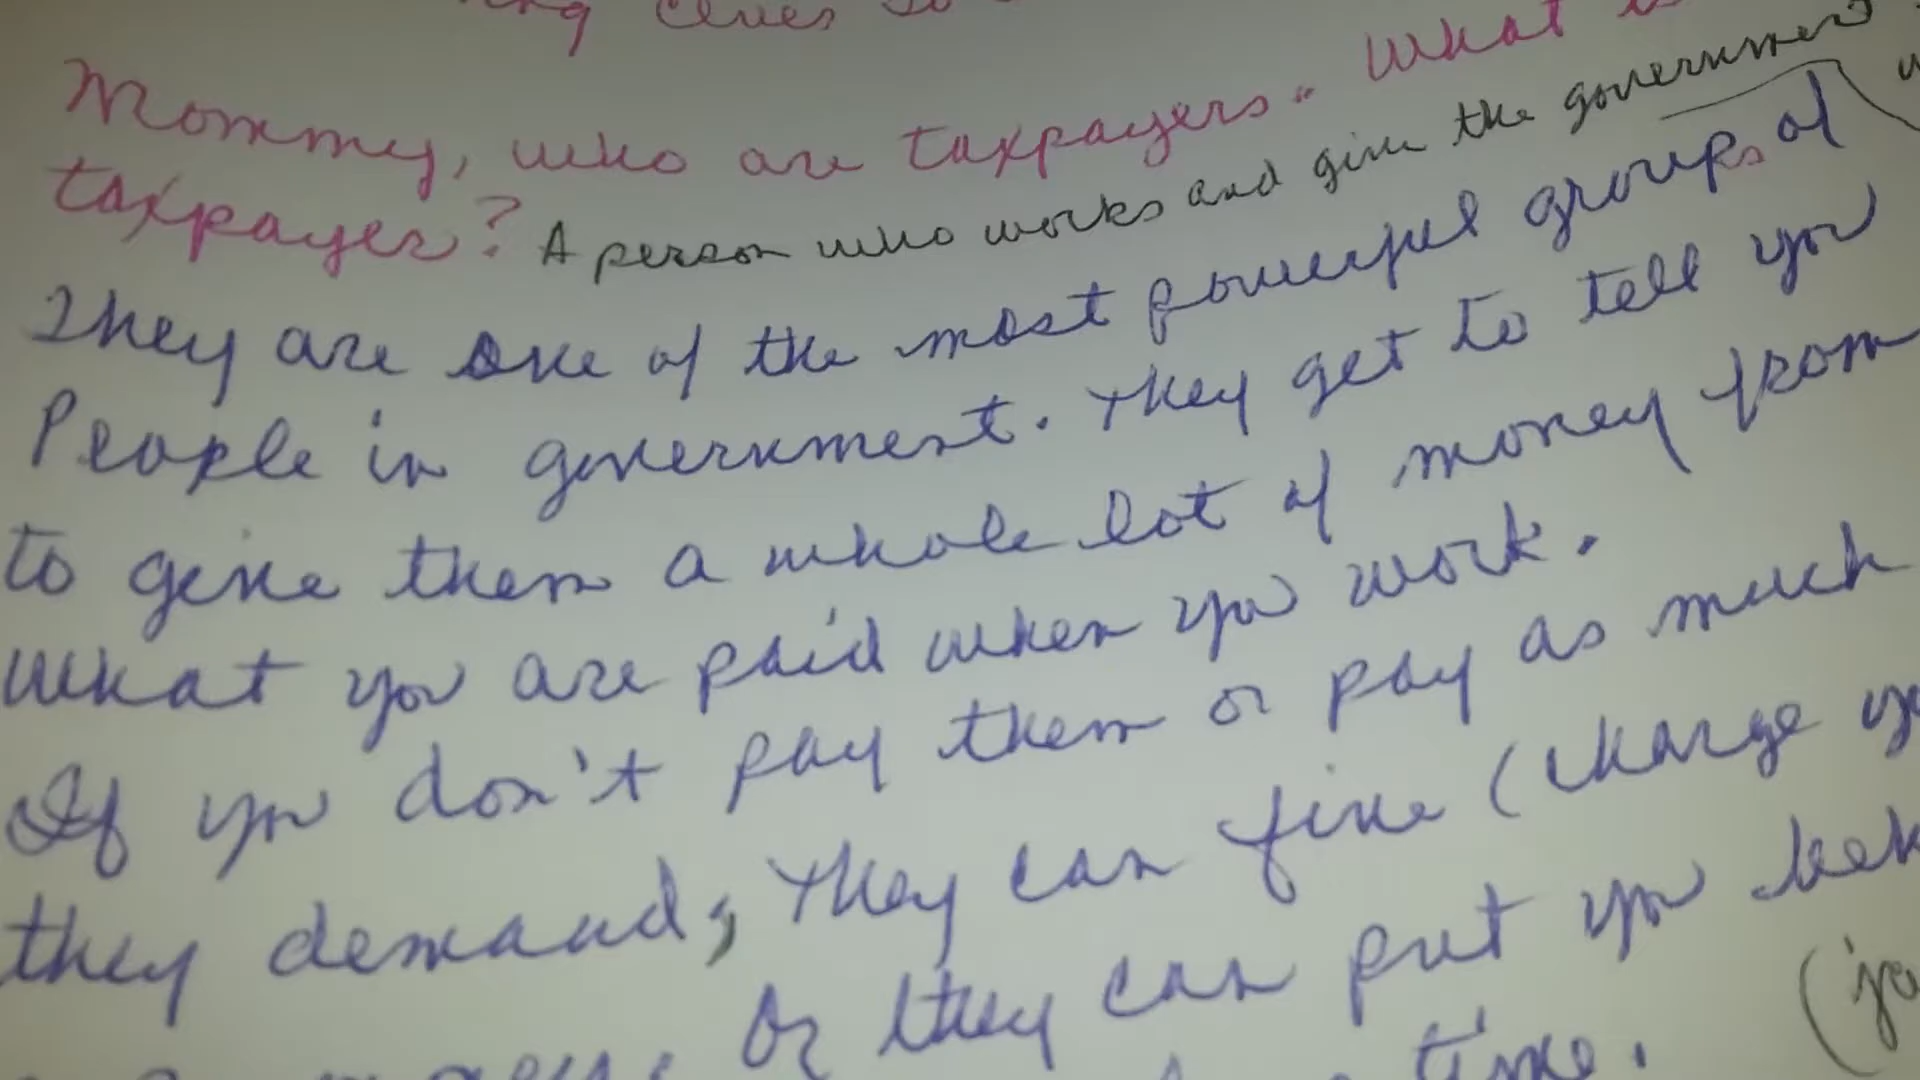 clues so
Mommy, who are taxpayers" What is
taxpayer? A person who works and give the government
They are one of the most powerful groups of
People in government. They get to tell you
to give them a whole lot of money from
What you are paid when you work.
If you don't pay them or pay as much
they demand, They can fine (charge
Or they can put you
time.